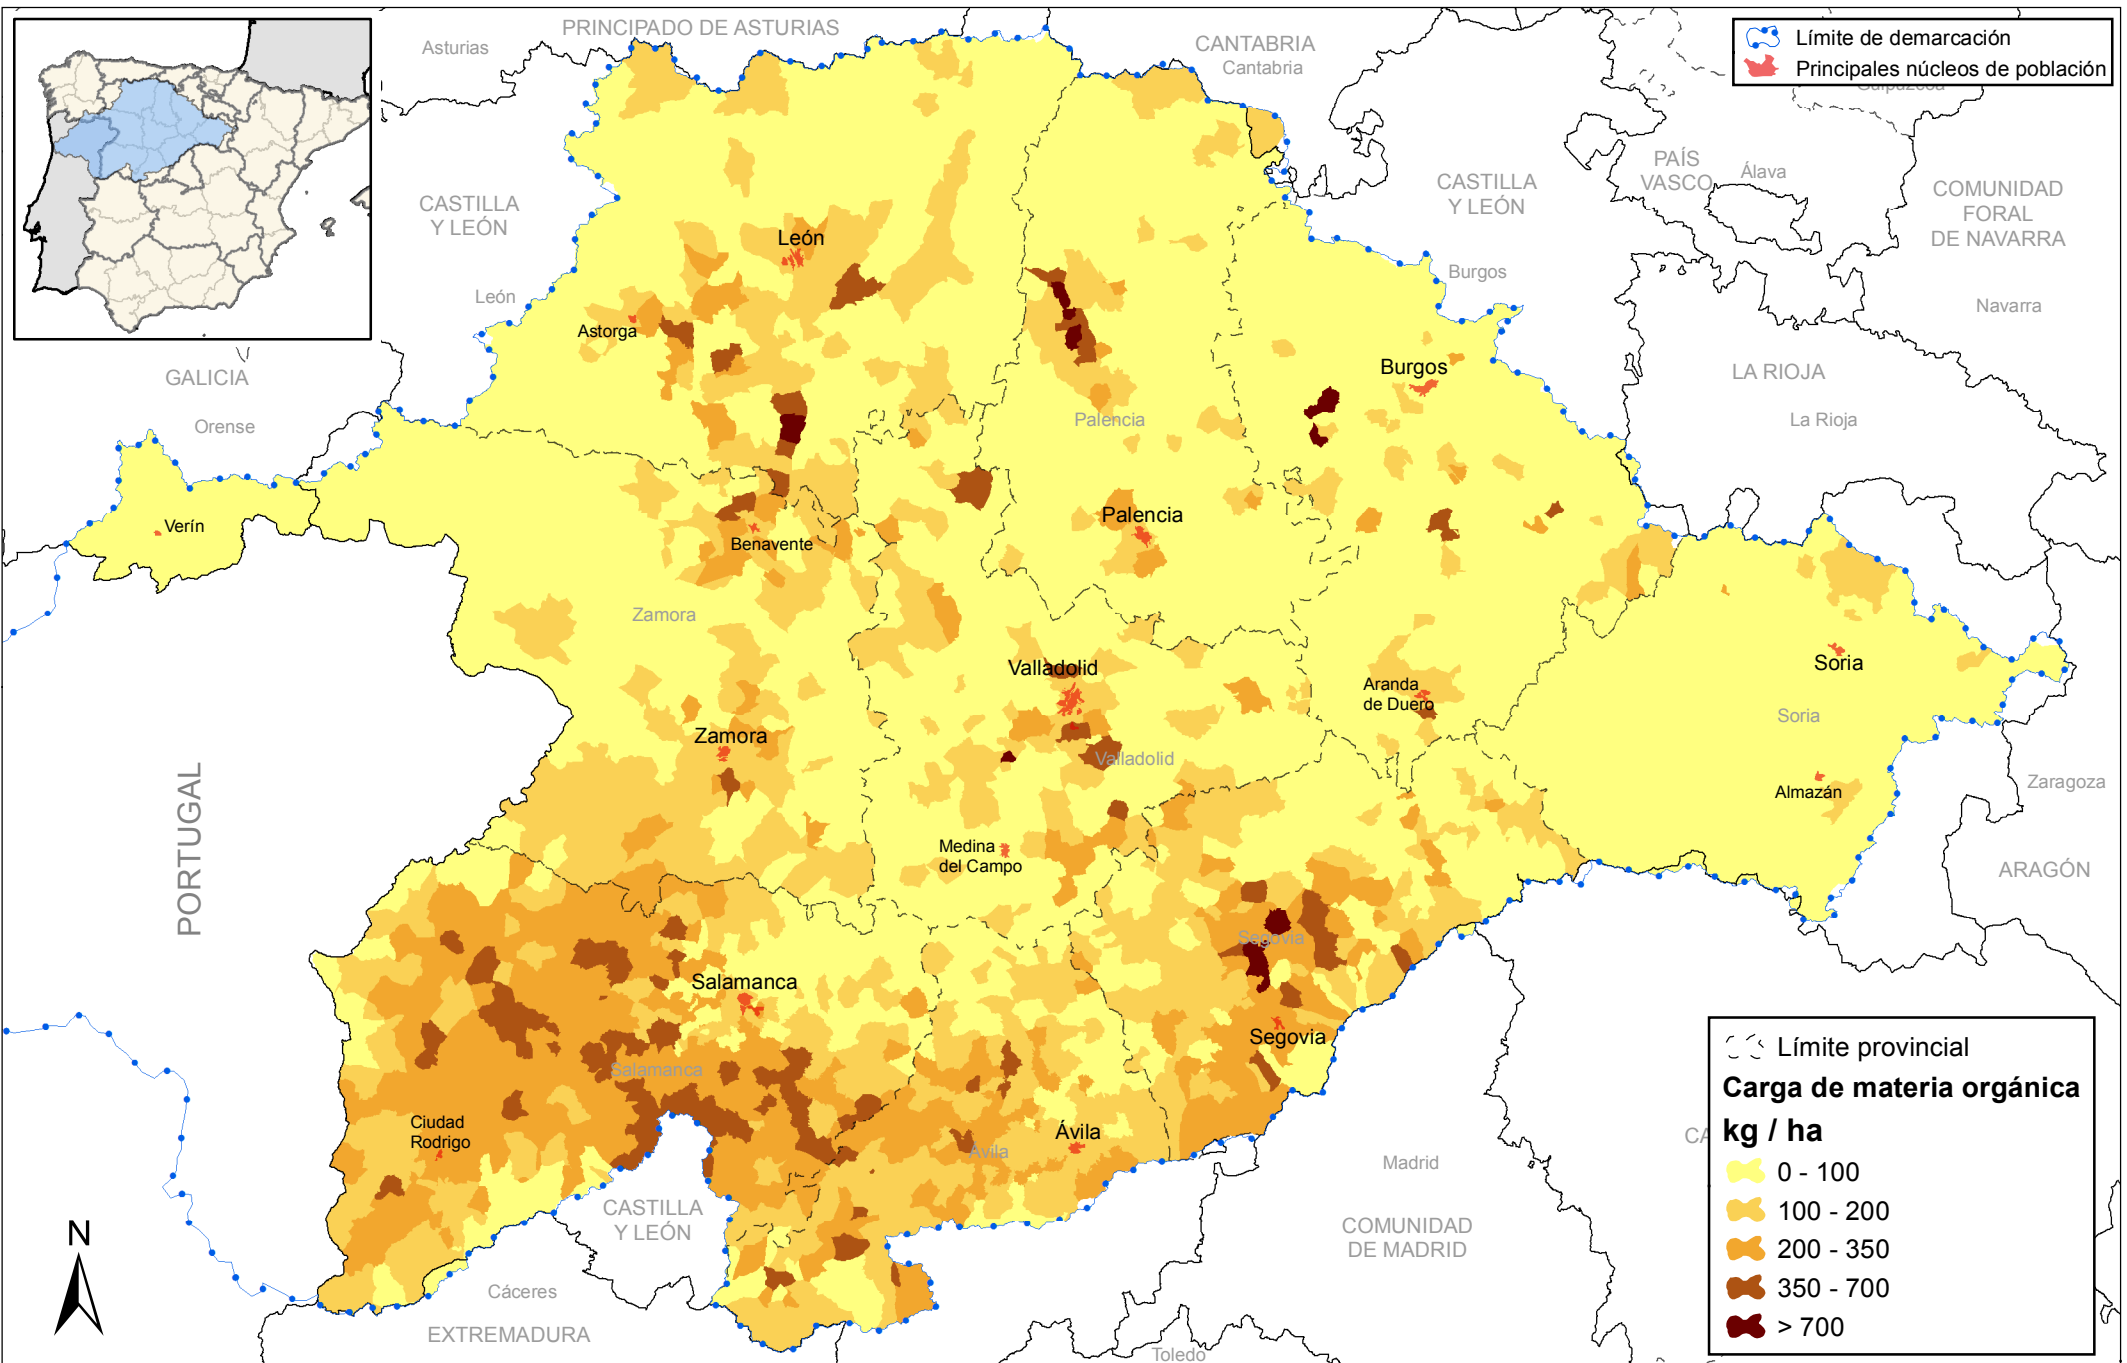 PRINCIPADO DE ASTURIAS
Asturias
CANTABRIA
Cantabria
Límite de demarcación
Principales núcleos de población
Guipúzcoa
PAÍS
VASCO
Álava
CASTILLA
Y LEÓN
COMUNIDAD
FORAL
DE NAVARRA
CASTILLA
Y LEÓN
León
León
Burgos
Navarra
Astorga
GALICIA
Orense
Burgos
LA RIOJA
La Rioja
Palencia
Verín
Benavente
Palencia
Zamora
Valladolid
Aranda
de Duero
Soria
Soria
Zamora
Valladolid
Almazán
Zaragoza
PORTUGAL
Medina
del Campo
ARAGÓN
Segovia
Salamanca
Segovia
Salamanca
Ciudad
Rodrigo
Ávila
Ávila
Madrid
CASTILLA
Y LEÓN
COMUNIDAD
DE MADRID
Cáceres
EXTREMADURA
Toledo
CA
N
Límite provincial
Carga de materia orgánica
kg / ha
0 - 100
100 - 200
200 - 350
350 - 700
> 700